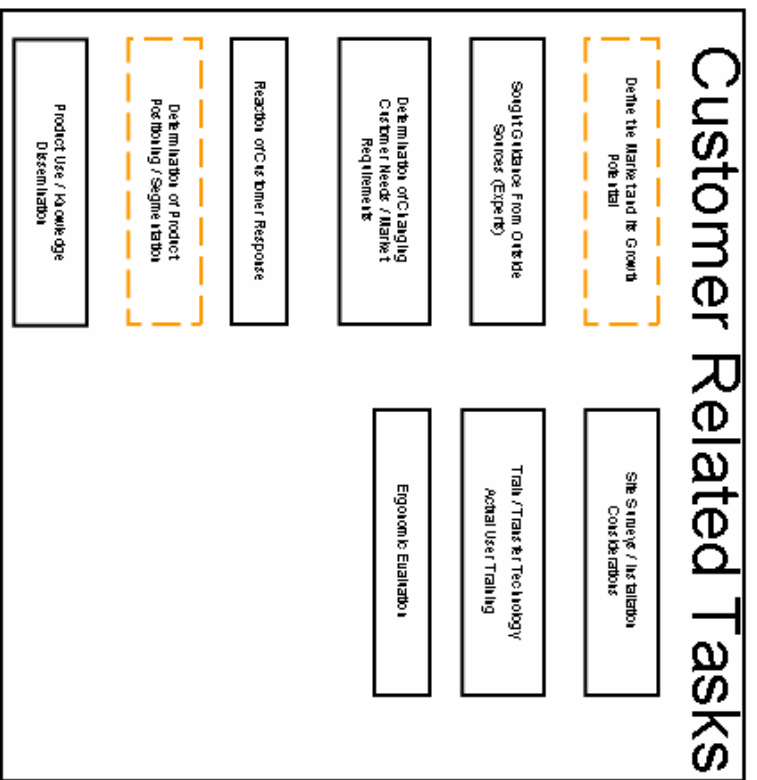 Customer Related Tasks
Define the Market and Its Growth
Potential
Sought Guidance From Outside
Sources (Experts)
Determination of Changing
Customer Needs / Market
Requirements
Reaction of Customer Response
Determination of Product
Positioning / Segmentation
Product Use / Knowledge
Dissemination
Site Surveys / Installation
Considerations
Train / Transfer Technology
Actual User Training
Ergonomic Evaluation